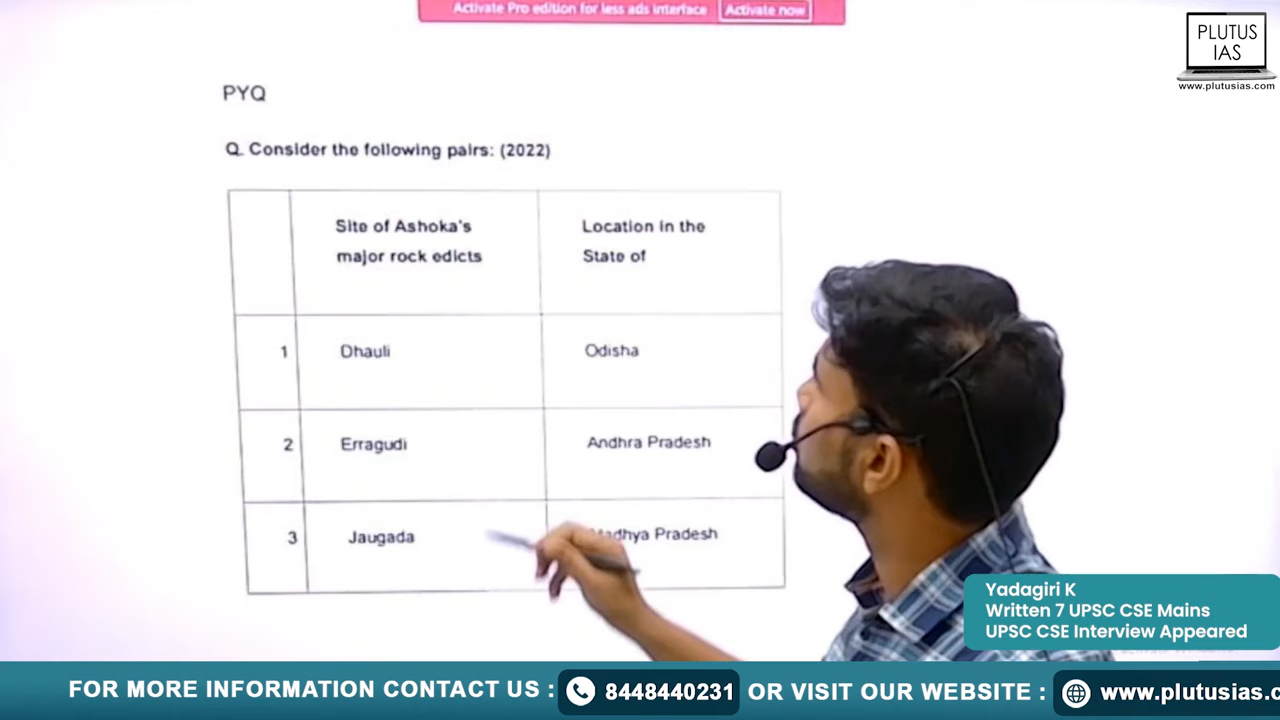 Activate Pro edition for less ads interface Activate now
PLUTUS
IAS
www.plutusias.com
PYQ
Q. Consider the following pairs: (2022)
Site of Ashoka's
major rock edicts
Location in the
State of
1 Dhauli Odisha
2 Erragudi Andhra Pradesh
3 Jaugada Madhya Pradesh
Yadagiri K
Written 7 UPSC CSE Mains
UPSC CSE Interview Appeared
FOR MORE INFORMATION CONTACT US : 8448440231 OR VISIT OUR WEBSITE : www.plutusias.c